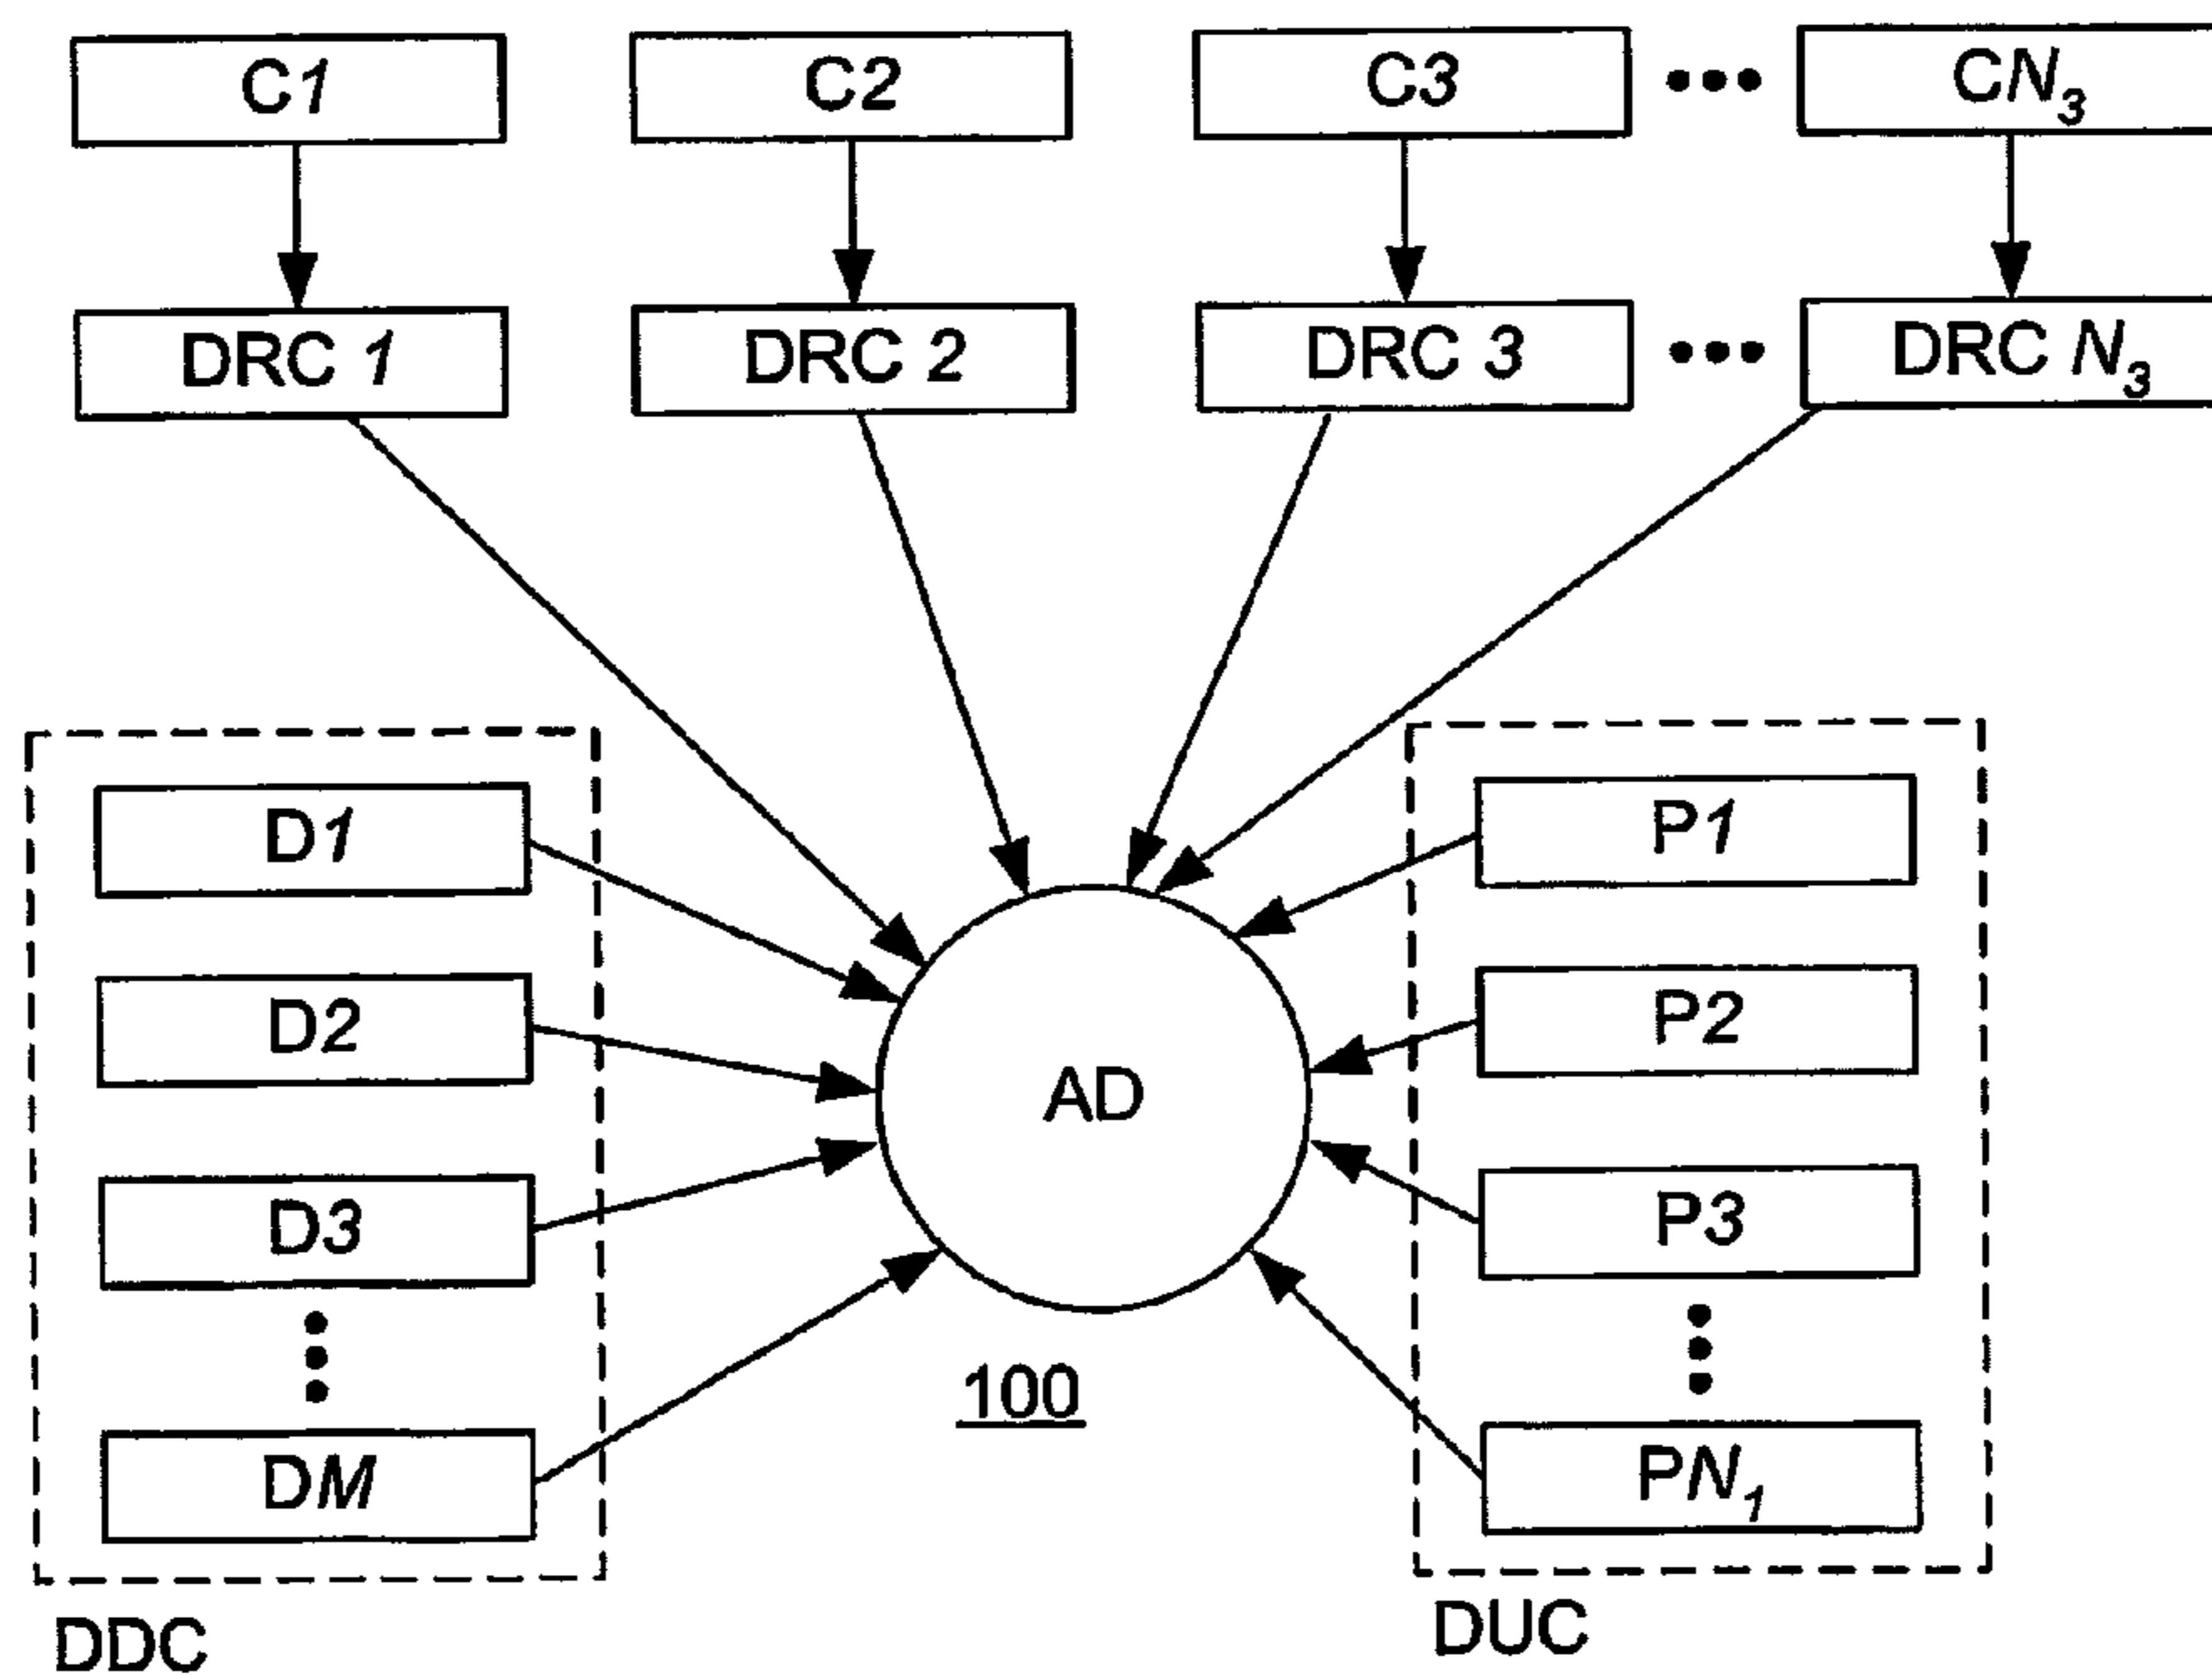 C1 C2 C3 ••• CN₃
DRC 1 DRC 2 DRC 3 ••• DRC N₃
D1
D2
D3
DM
DDC
AD
100
P1
P2
P3
PN₁
DUC